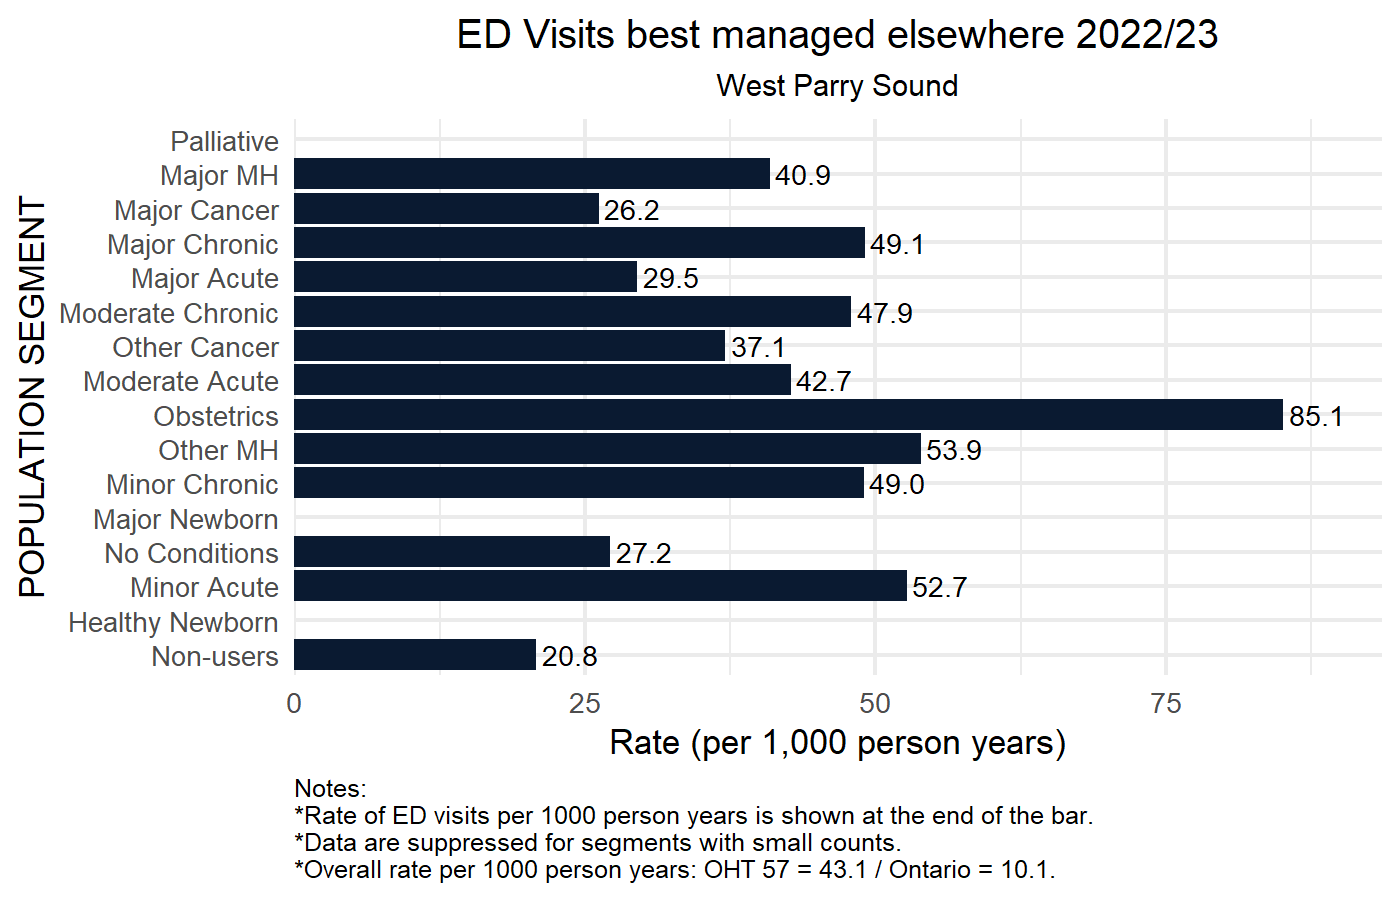 ED Visits best managed elsewhere 2022/23
West Parry Sound
POPULATION SEGMENT
Palliative
Major MH 40.9
Major Cancer 26.2
Major Chronic 49.1
Major Acute 29.5
Moderate Chronic 47.9
Other Cancer 37.1
Moderate Acute 42.7
Obstetrics 85.1
Other MH 53.9
Minor Chronic 49.0
Major Newborn
No Conditions 27.2
Minor Acute 52.7
Healthy Newborn
Non-users 20.8
0 25 50 75
Rate (per 1,000 person years)
Notes:
*Rate of ED visits per 1000 person years is shown at the end of the bar.
*Data are suppressed for segments with small counts.
*Overall rate per 1000 person years: OHT 57 = 43.1 / Ontario = 10.1.